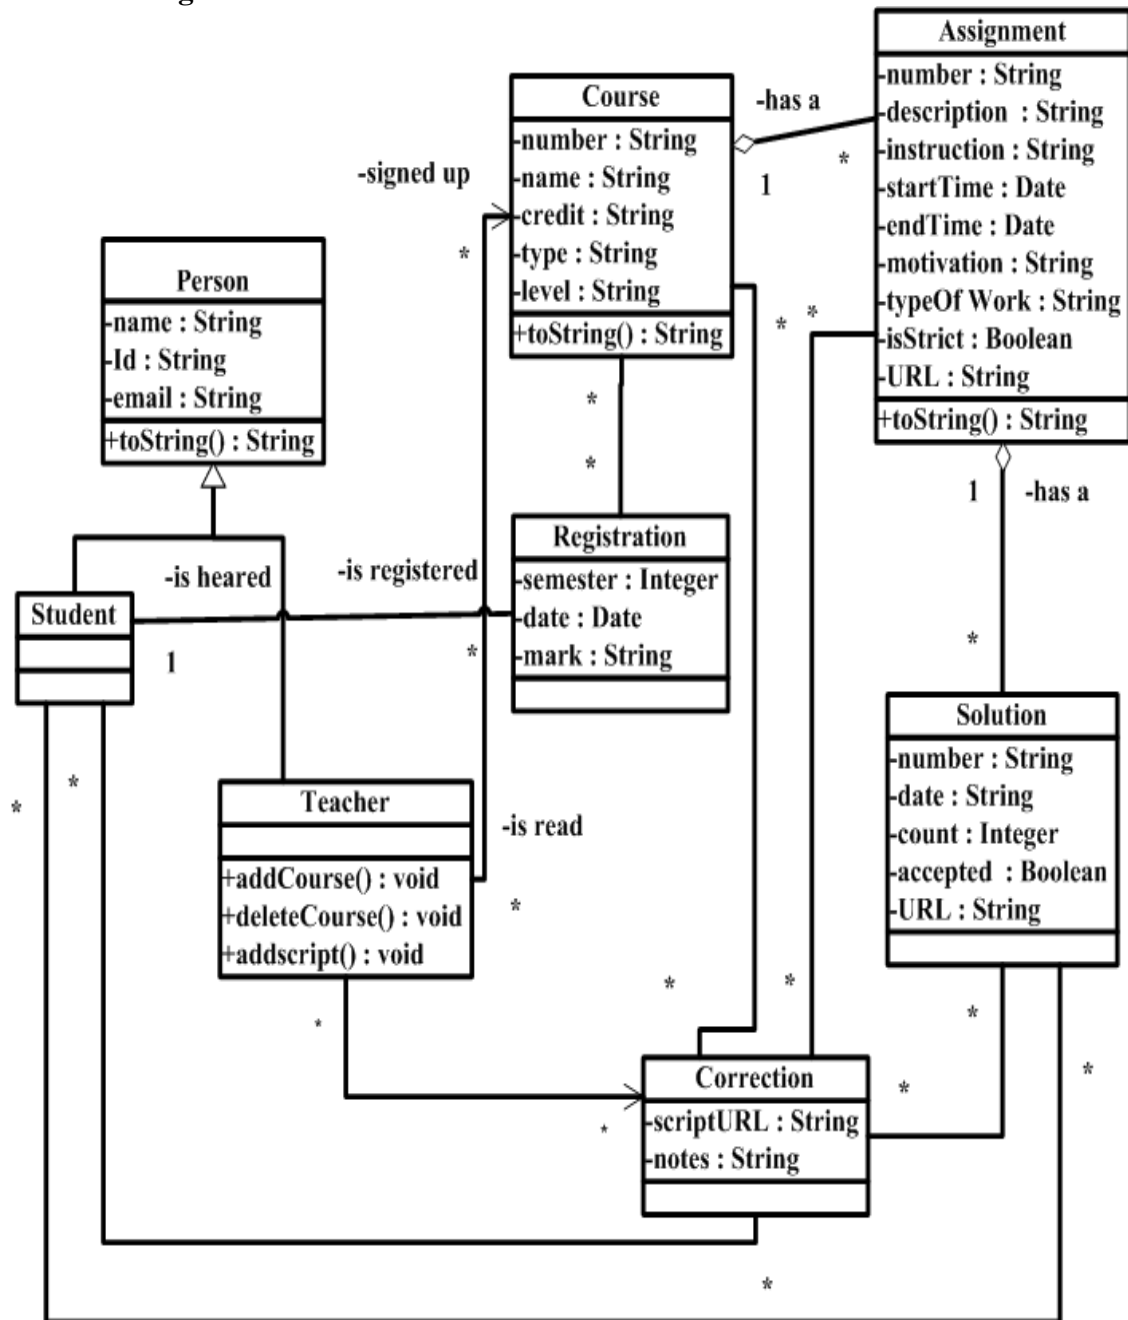 Assignment
-number : String
-description : String
-instruction : String
-startTime : Date
-endTime : Date
-motivation : String
-typeOf Work : String
-isStrict : Boolean
-URL : String
+toString() : String
Course
-number : String
-name : String
-credit : String
-type : String
-level : String
+toString() : String
-has a
*
1
-signed up
*
Person
-name : String
-Id : String
-email : String
+toString() : String
*
*
*
*
1
-has a
*
Registration
-semester : Integer
-date : Date
-mark : String
-is heared
-is registered
Student
1
*
*
*
Teacher
+addCourse() : void
+deleteCourse() : void
+addscript() : void
-is read
*
Solution
-number : String
-date : String
-count : Integer
-accepted : Boolean
-URL : String
*
*
*
*
*
*
*
Correction
-scriptURL : String
-notes : String
*